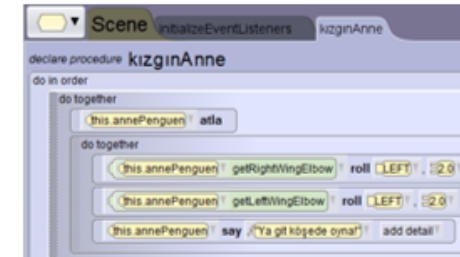 Scene initializeEventListeners kızgınAnne
declare procedure kızgınAnne
do in order
do together
this.annePenguen atla
do together
this.annePenguen getRightWingElbow roll LEFT , 2.0
this.annePenguen getLeftWingElbow roll LEFT , 2.0
this.annePenguen say "Ya git köşede oyna!" add detail